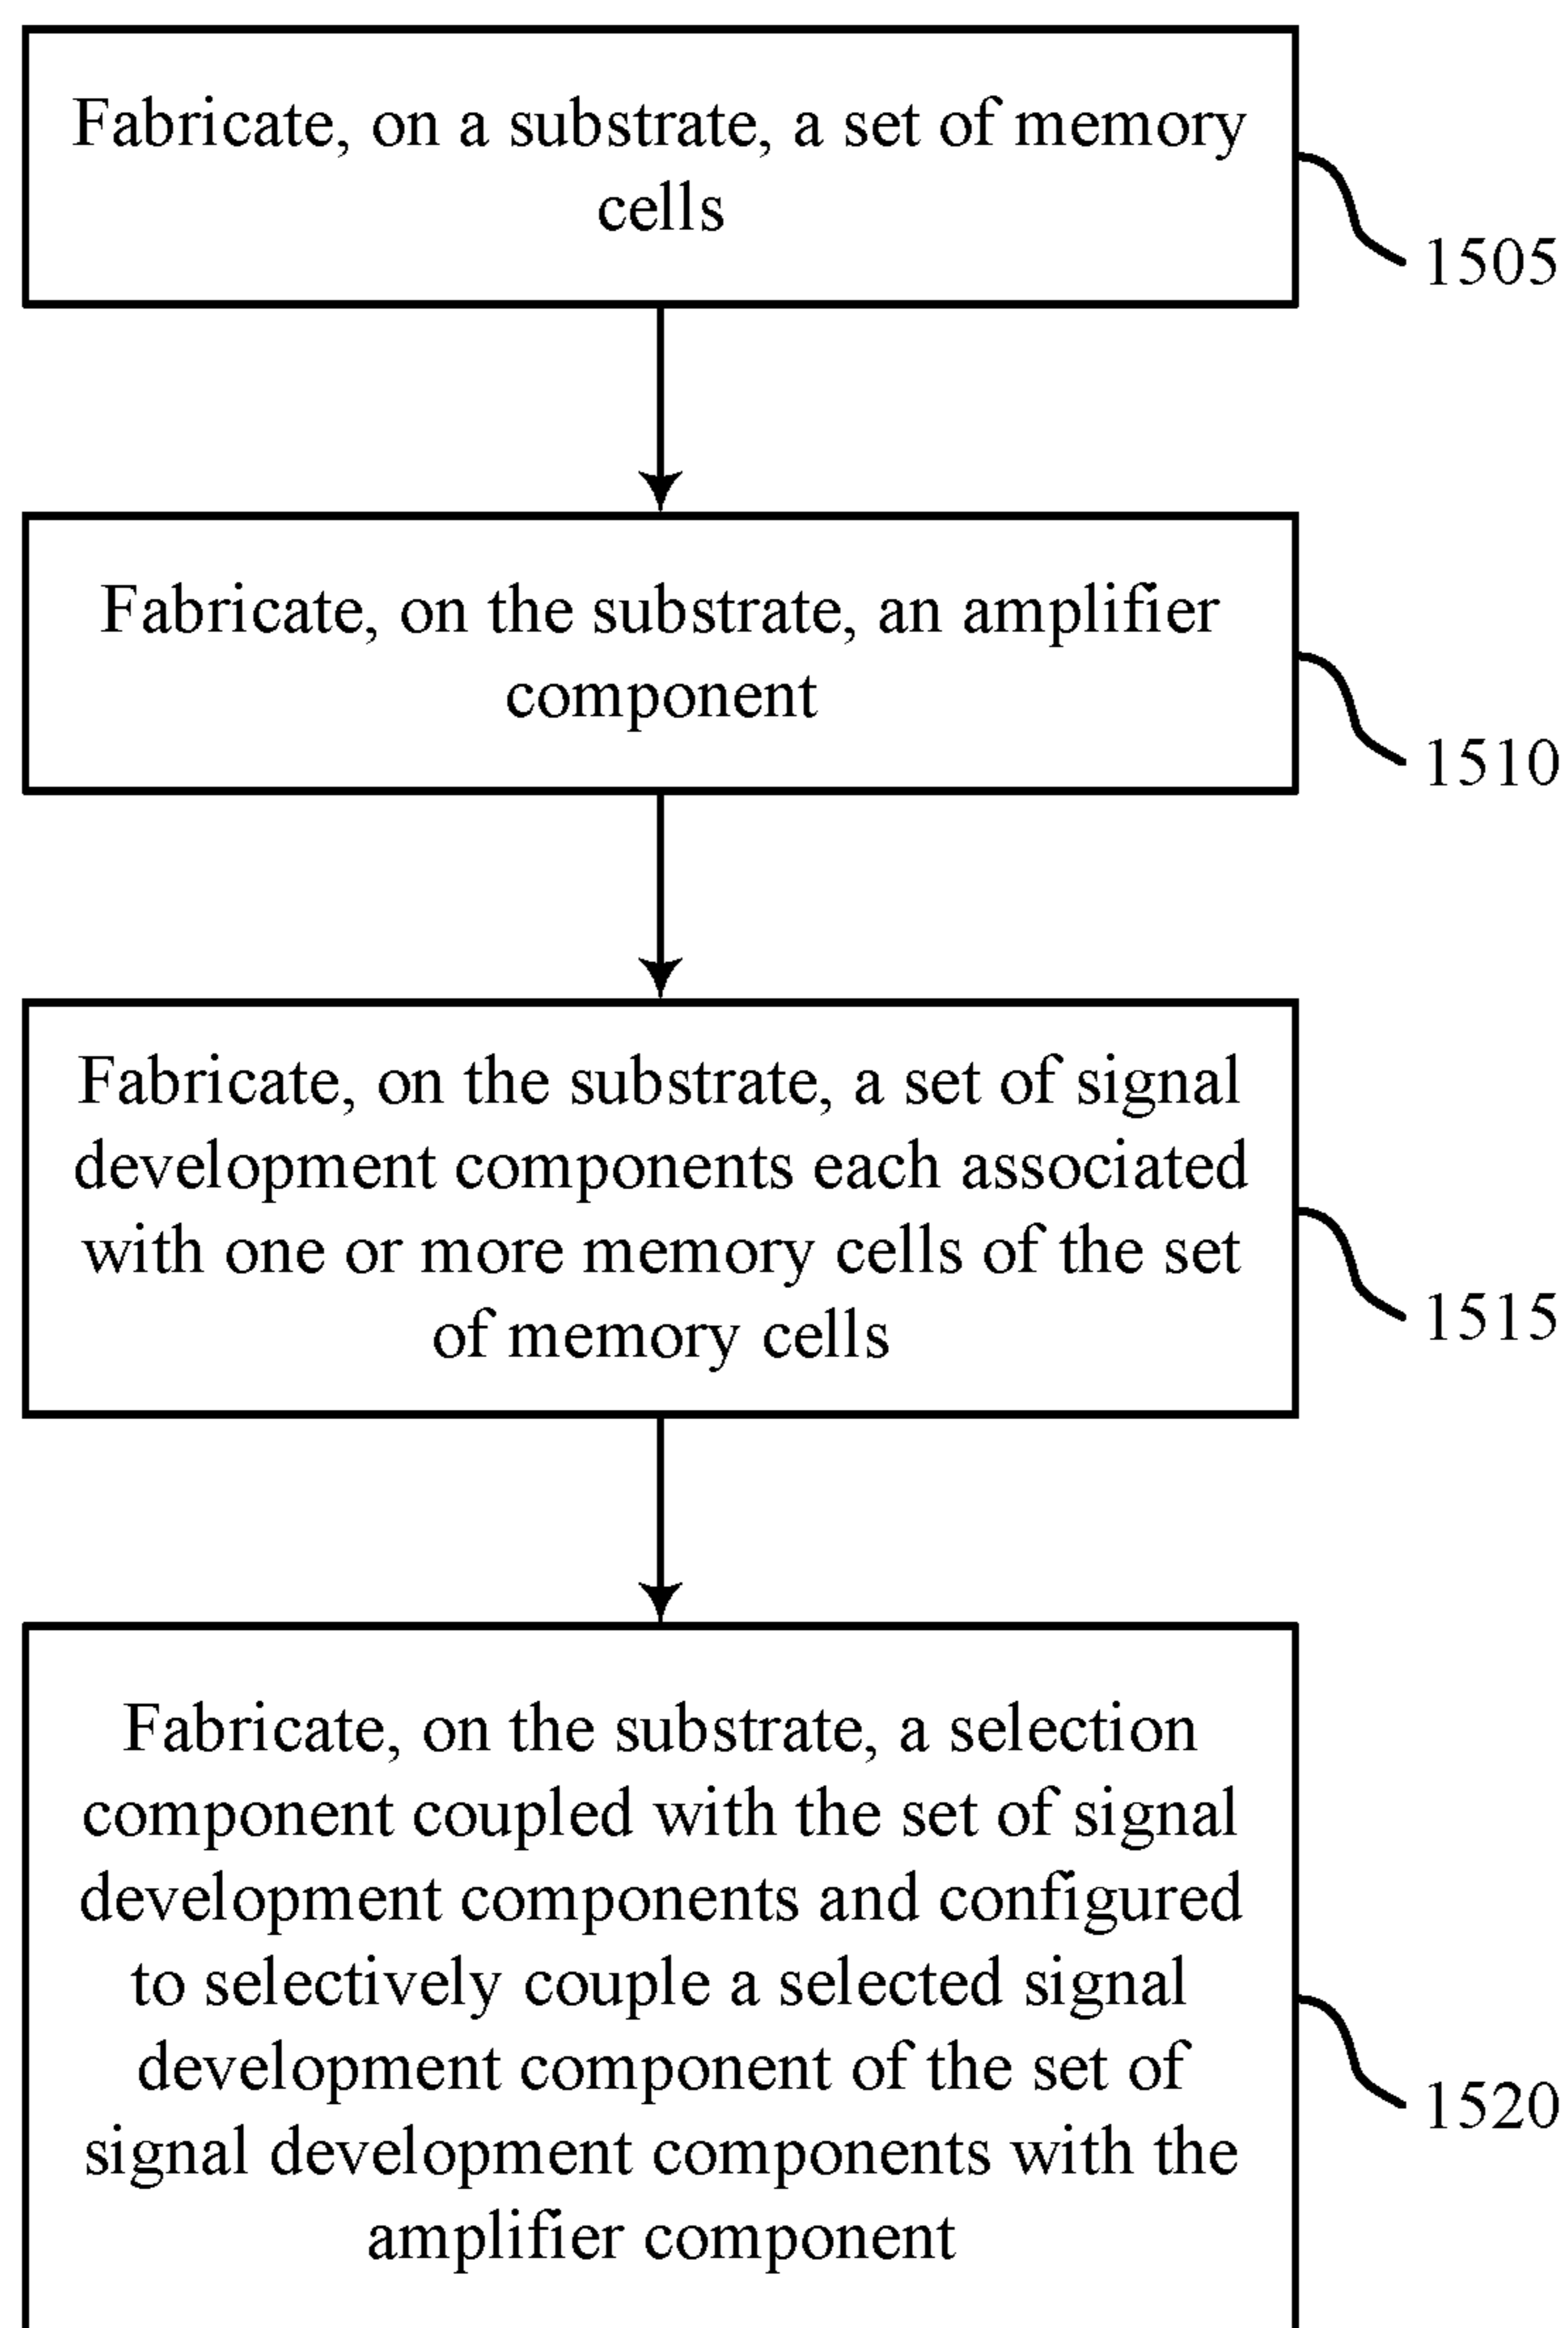 Fabricate, on a substrate, a set of memory
cells
1505
Fabricate, on the substrate, an amplifier
component
1510
Fabricate, on the substrate, a set of signal
development components each associated
with one or more memory cells of the set
of memory cells
1515
Fabricate, on the substrate, a selection
component coupled with the set of signal
development components and configured
to selectively couple a selected signal
development component of the set of
signal development components with the
amplifier component
1520